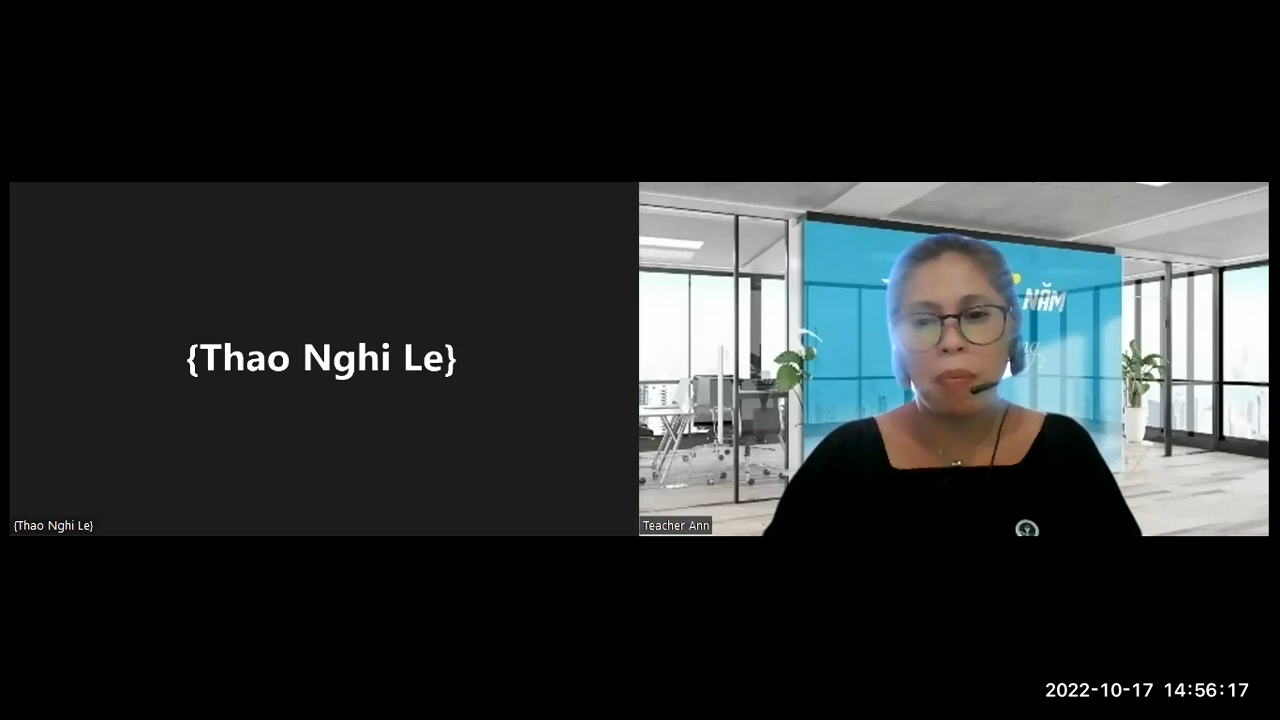 {Thao Nghi Le}
{Thao Nghi Le}
NĂM
Teacher Ann
2022-10-17 14:56:17